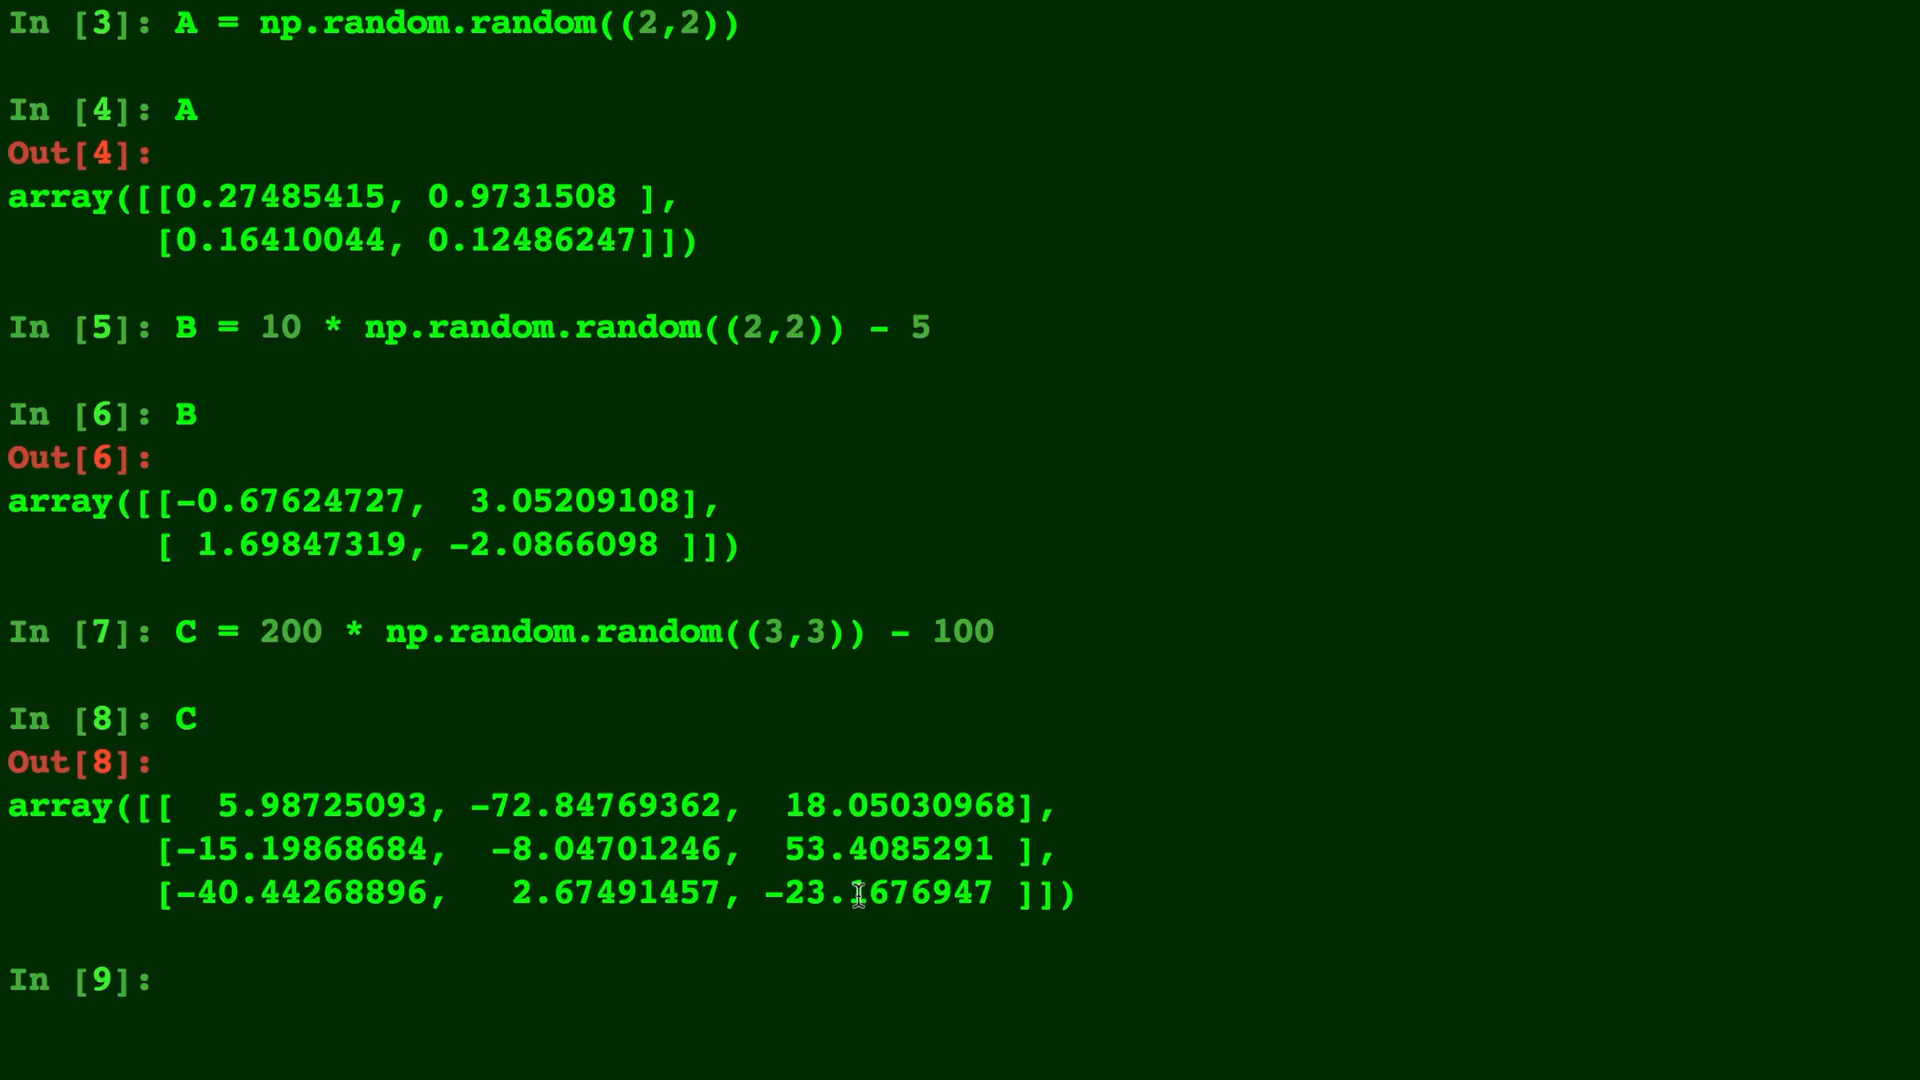 In [3]: A = np.random.random((2,2))
In [4]: A
Out[4]:
array([[0.27485415, 0.9731508 ],
       [0.16410044, 0.12486247]])
In [5]: B = 10 * np.random.random((2,2)) - 5
In [6]: B
Out[6]:
array([[-0.67624727,  3.05209108],
       [ 1.69847319, -2.0866098 ]])
In [7]: C = 200 * np.random.random((3,3)) - 100
In [8]: C
Out[8]:
array([[  5.98725093, -72.84769362,  18.05030968],
       [-15.19868684,  -8.04701246,  53.4085291 ],
       [-40.44268896,   2.67491457, -23.1676947 ]])
In [9]: